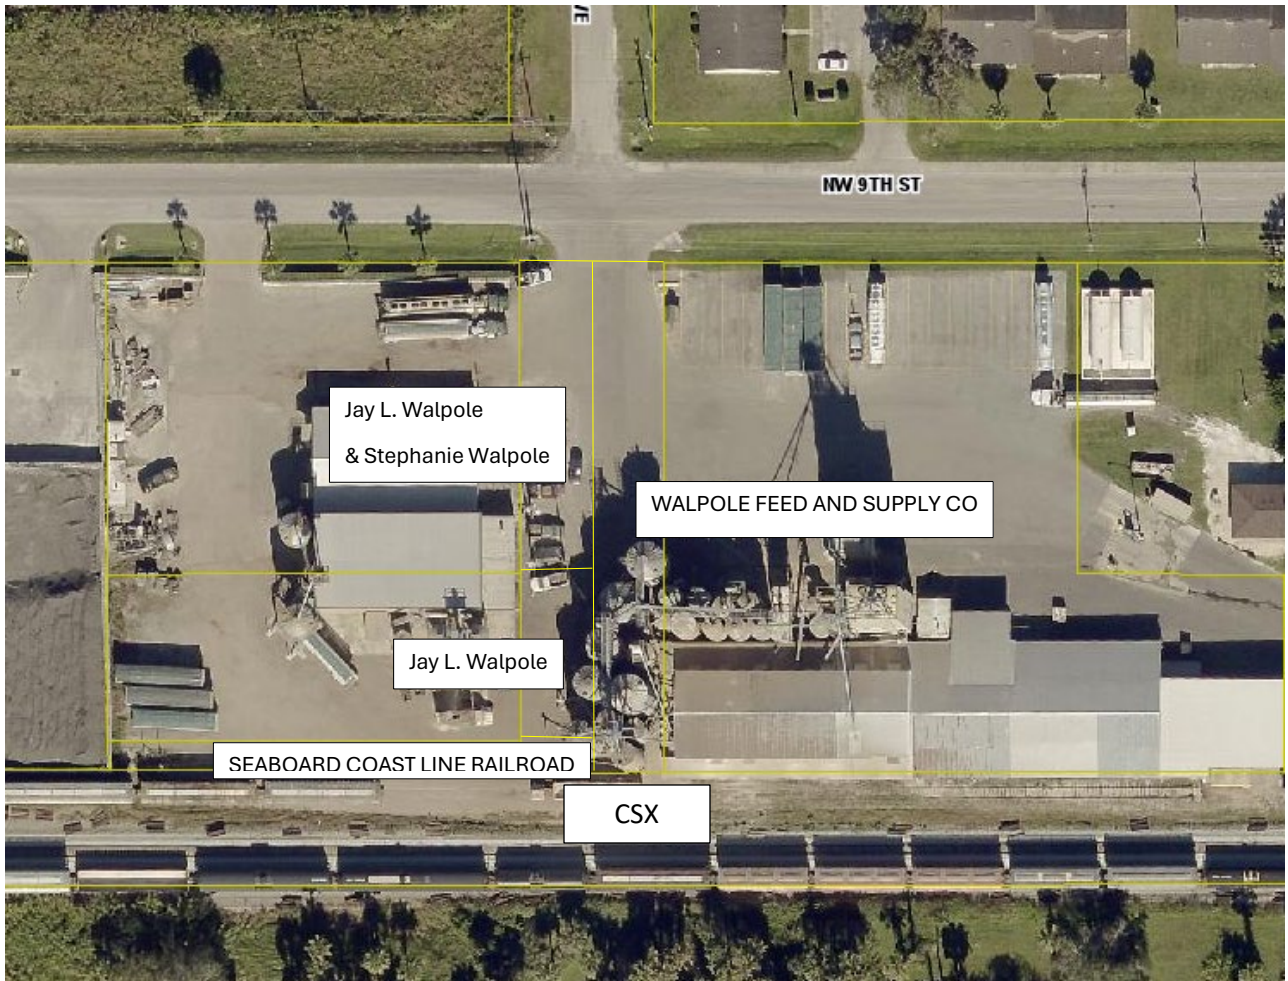 VE
NW 9TH ST
Jay L. Walpole
& Stephanie Walpole
WALPOLE FEED AND SUPPLY CO
Jay L. Walpole
SEABOARD COAST LINE RAILROAD
CSX